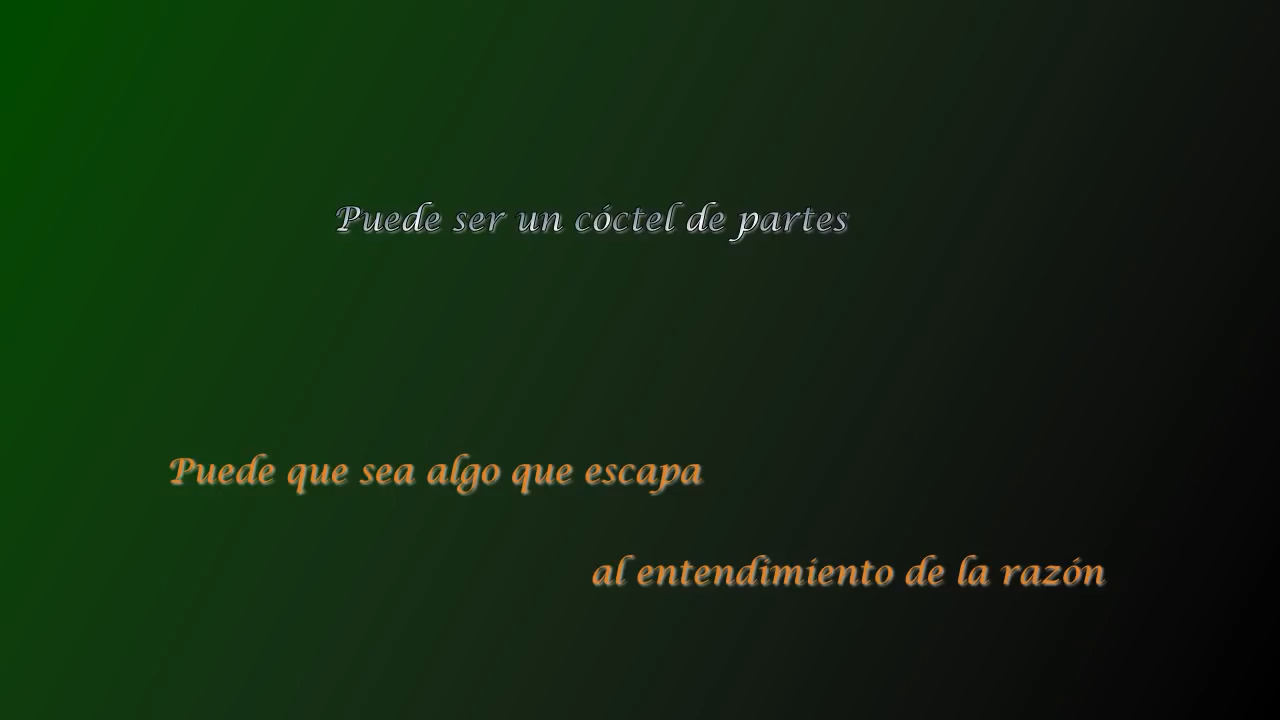 Puede ser un cóctel de partes
Puede que sea algo que escapa
al entendimiento de la razón